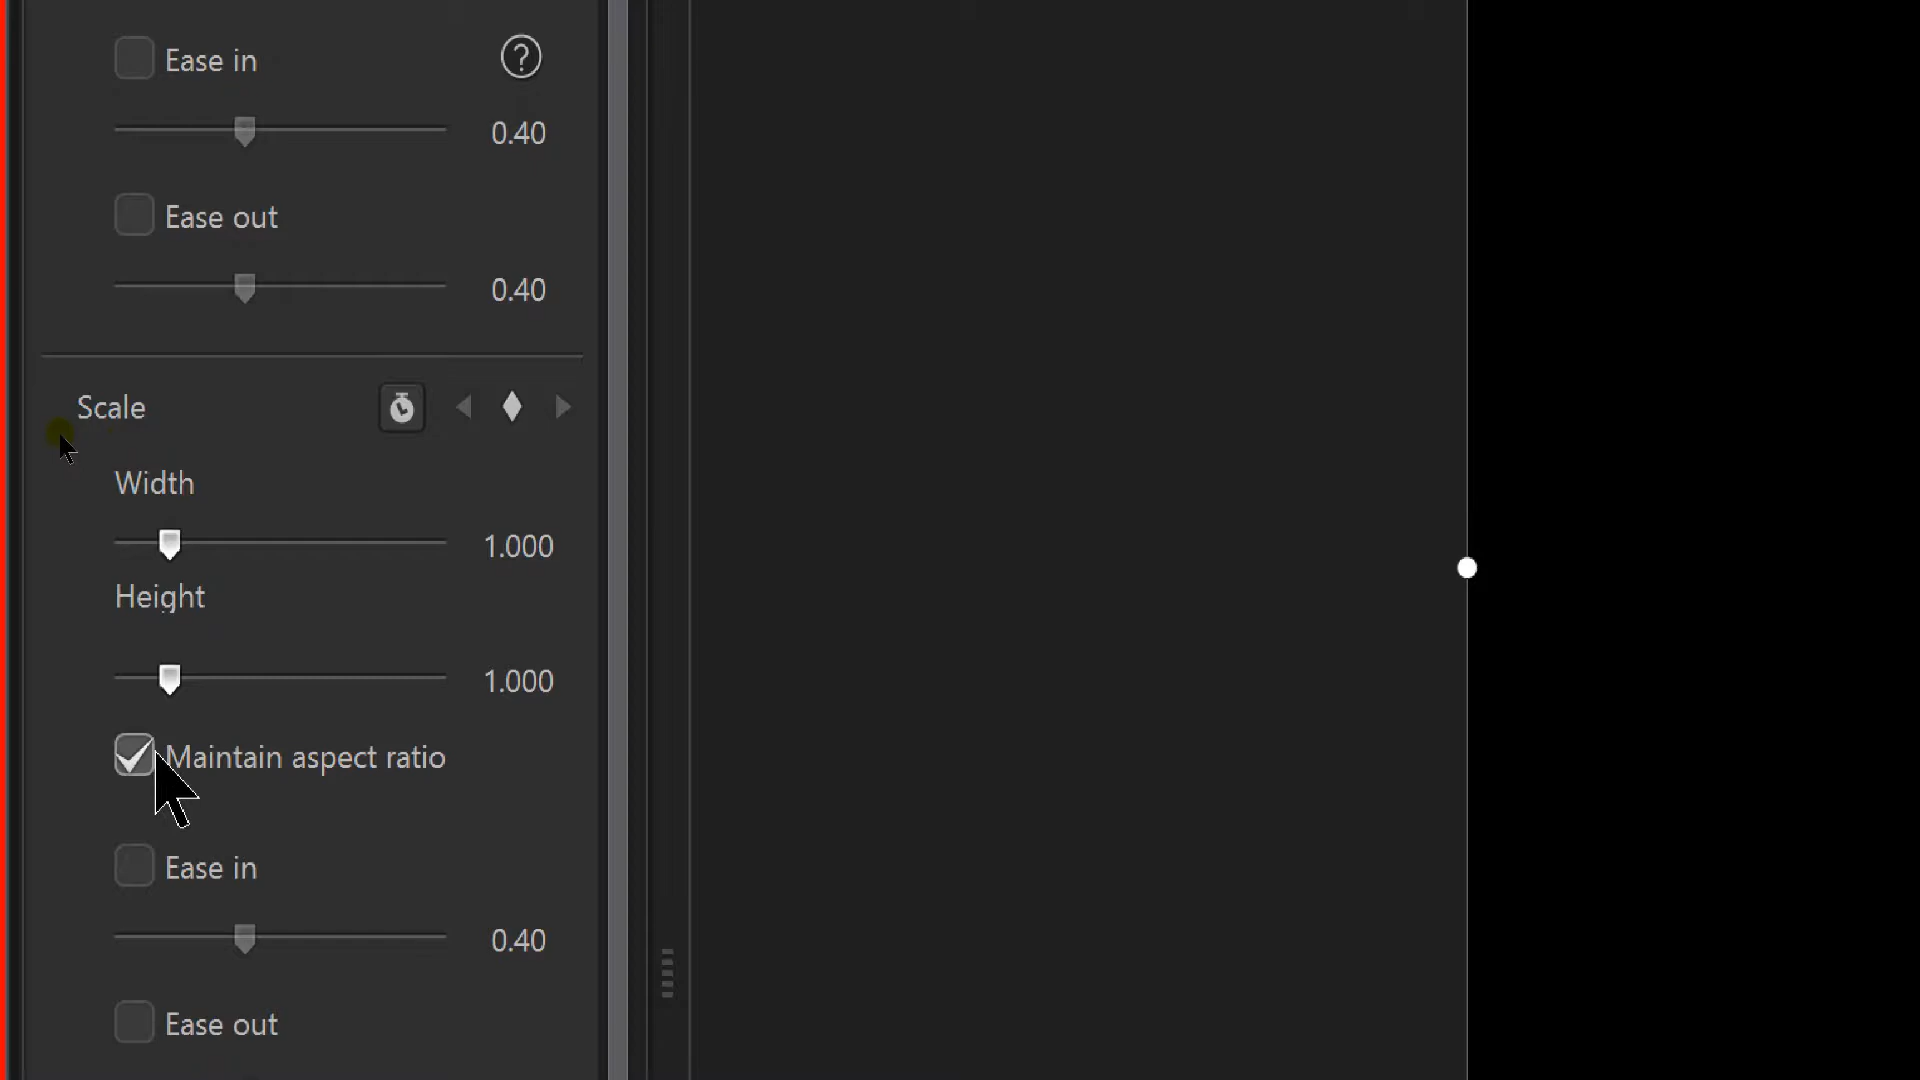 Ease in
?
0.40
Ease out
0.40
Scale
Width
1.000
Height
1.000
Maintain aspect ratio
Ease in
0.40
Ease out